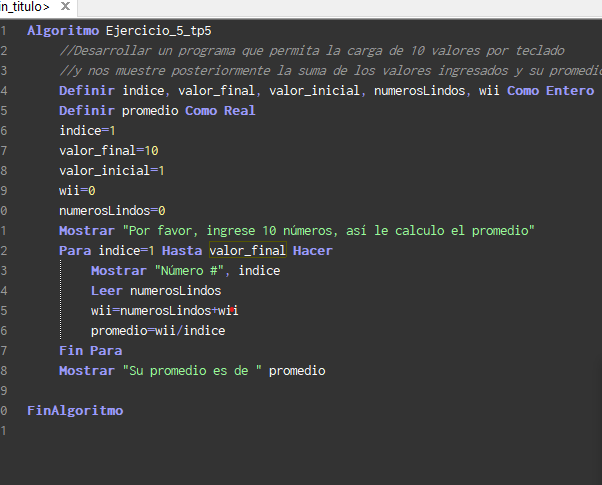 in_titulo> X
1 Algoritmo Ejercicio_5_tp5
2 //Desarrollar un programa que permita la carga de 10 valores por teclado
3 //y nos muestre posteriormente la suma de los valores ingresados y su promedio
4 Definir indice, valor_final, valor_inicial, numerosLindos, wii Como Entero
5 Definir promedio Como Real
6 indice=1
7 valor_final=10
8 valor_inicial=1
9 wii=0
0 numerosLindos=0
1 Mostrar "Por favor, ingrese 10 números, así le calculo el promedio"
2 Para indice=1 Hasta valor_final Hacer
3 Mostrar "Número #", indice
4 Leer numerosLindos
5 wii=numerosLindos+wii
6 promedio=wii/indice
7 Fin Para
8 Mostrar "Su promedio es de " promedio
9
0 FinAlgoritmo
1